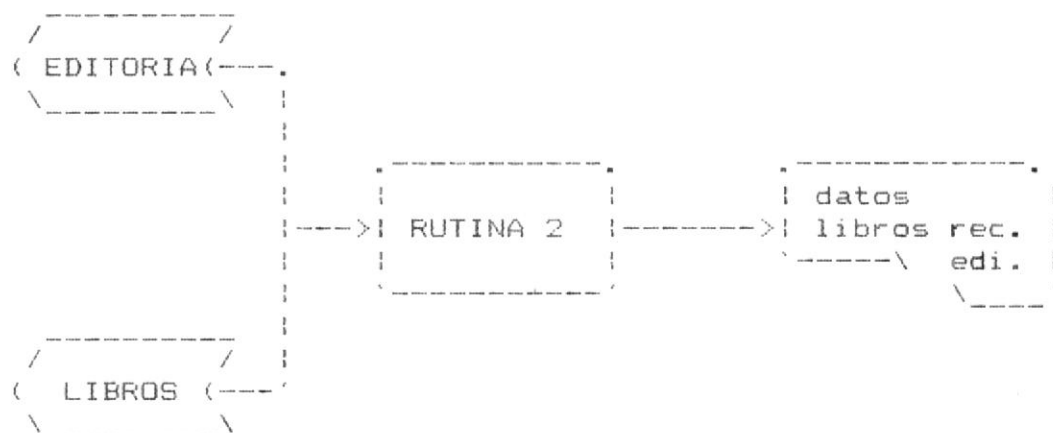 EDITORIA
RUTINA 2
datos
libros rec.
edi.
LIBROS